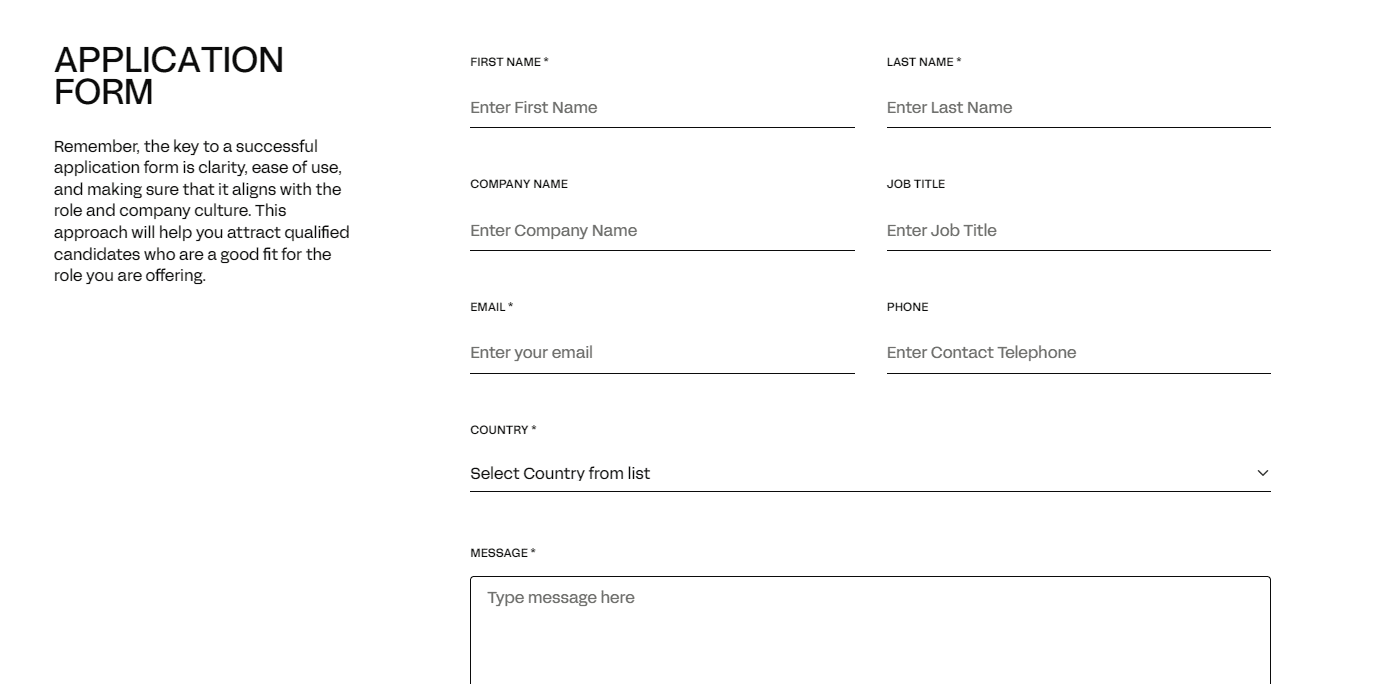 APPLICATION
FORM
Remember, the key to a successful
application form is clarity, ease of use,
and making sure that it aligns with the
role and company culture. This
approach will help you attract qualified
candidates who are a good fit for the
role you are offering.
FIRST NAME *
Enter First Name
LAST NAME *
Enter Last Name
COMPANY NAME
Enter Company Name
JOB TITLE
Enter Job Title
EMAIL *
Enter your email
PHONE
Enter Contact Telephone
COUNTRY *
Select Country from list
MESSAGE *
Type message here